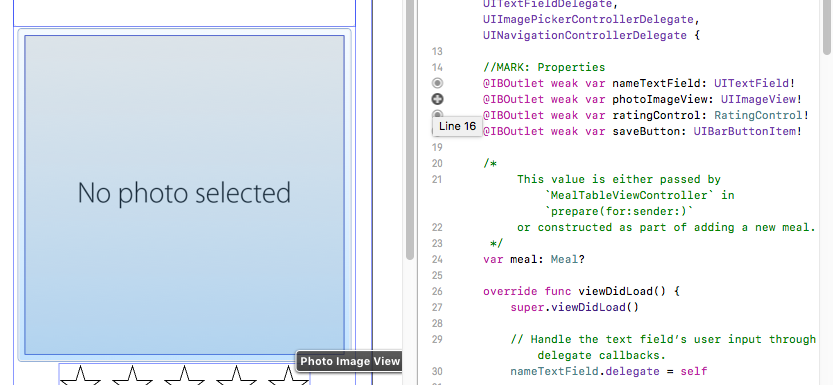 No photo selected
Photo Image View
UITextFieldDelegate,
UIImagePickerControllerDelegate,
UINavigationControllerDelegate {
13
14 //MARK: Properties
@IBOutlet weak var nameTextField: UITextField!
@IBOutlet weak var photoImageView: UIImageView!
@IBOutlet weak var ratingControl: RatingControl!
Line 16
@IBOutlet weak var saveButton: UIBarButtonItem!
19
20 /*
21 This value is either passed by
`MealTableViewController` in
`prepare(for:sender:)`
22 or constructed as part of adding a new meal.
23 */
24 var meal: Meal?
25
26 override func viewDidLoad() {
27 super.viewDidLoad()
28
29 // Handle the text field's user input through
delegate callbacks.
30 nameTextField.delegate = self